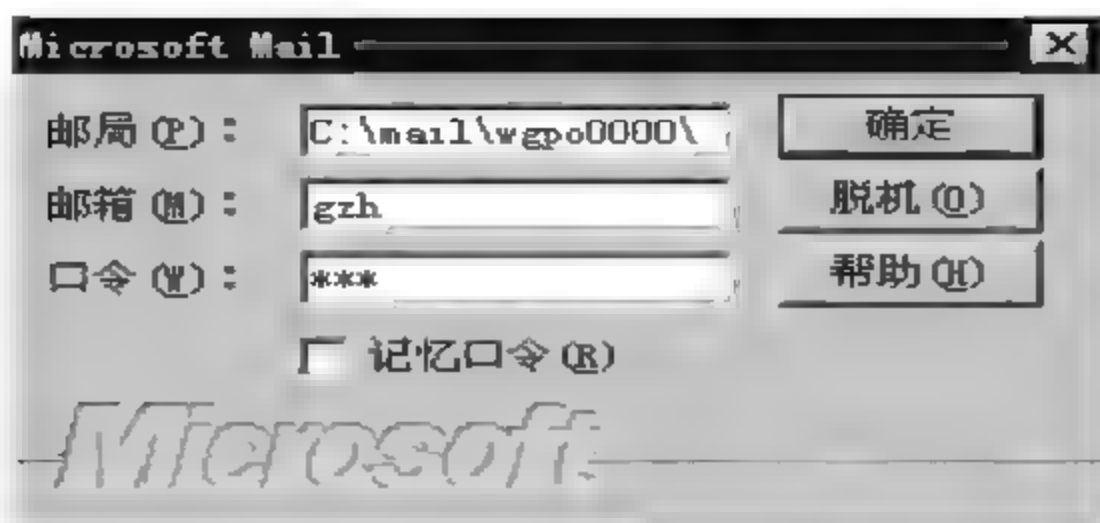 Microsoft Mail
邮局(P): C:\mail\wgpo0000\ 确定
邮箱(M): gzh 脱机(O)
口令(W): *** 帮助(H)
记忆口令(R)
Microsoft